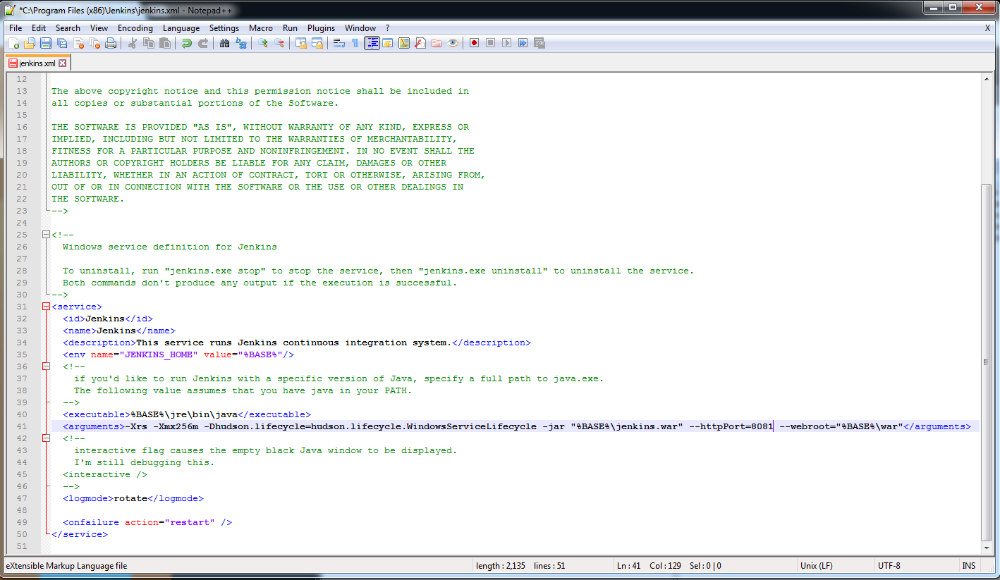 *C:\Program Files (x86)\Jenkins\jenkins.xml - Notepad++
File Edit Search View Encoding Language Settings Macro Run Plugins Window ? X
jenkins.xml
12
13 The above copyright notice and this permission notice shall be included in
14 all copies or substantial portions of the Software.
15
16 THE SOFTWARE IS PROVIDED "AS IS", WITHOUT WARRANTY OF ANY KIND, EXPRESS OR
17 IMPLIED, INCLUDING BUT NOT LIMITED TO THE WARRANTIES OF MERCHANTABILITY,
18 FITNESS FOR A PARTICULAR PURPOSE AND NONINFRINGEMENT. IN NO EVENT SHALL THE
19 AUTHORS OR COPYRIGHT HOLDERS BE LIABLE FOR ANY CLAIM, DAMAGES OR OTHER
20 LIABILITY, WHETHER IN AN ACTION OF CONTRACT, TORT OR OTHERWISE, ARISING FROM,
21 OUT OF OR IN CONNECTION WITH THE SOFTWARE OR THE USE OR OTHER DEALINGS IN
22 THE SOFTWARE.
23 -->
24
25 <!--
26 Windows service definition for Jenkins
27
28 To uninstall, run "jenkins.exe stop" to stop the service, then "jenkins.exe uninstall" to uninstall the service.
29 Both commands don't produce any output if the execution is successful.
30 -->
31 <service>
32 <id>Jenkins</id>
33 <name>Jenkins</name>
34 <description>This service runs Jenkins continuous integration system.</description>
35 <env name="JENKINS_HOME" value="%BASE%"/>
36 <!--
37 if you'd like to run Jenkins with a specific version of Java, specify a full path to java.exe.
38 The following value assumes that you have java in your PATH.
39 -->
40 <executable>%BASE%\jre\bin\java</executable>
41 <arguments>-Xrs -Xmx256m -Dhudson.lifecycle=hudson.lifecycle.WindowsServiceLifecycle -jar "%BASE%\jenkins.war" --httpPort=8081 --webroot="%BASE%\war"</arguments>
42 <!--
43 interactive flag causes the empty black Java window to be displayed.
44 I'm still debugging this.
45 <interactive />
46 -->
47 <logmode>rotate</logmode>
48
49 <onfailure action="restart" />
50 </service>
51
eXtensible Markup Language file length : 2,135 lines : 51 Ln : 41 Col : 129 Sel : 0 | 0 Unix (LF) UTF-8 INS